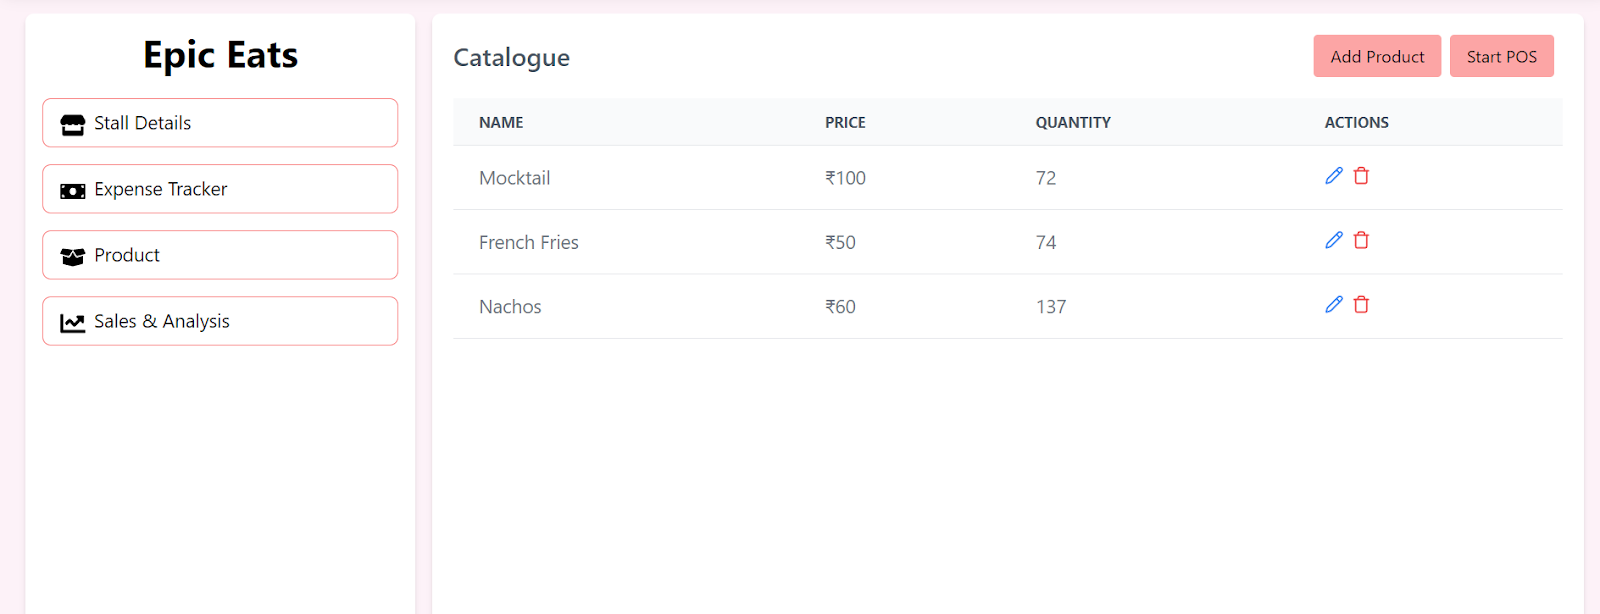 Epic Eats
Stall Details
Expense Tracker
Product
Sales & Analysis
Catalogue
Add Product
Start POS
NAME PRICE QUANTITY ACTIONS
Mocktail ₹100 72
French Fries ₹50 74
Nachos ₹60 137